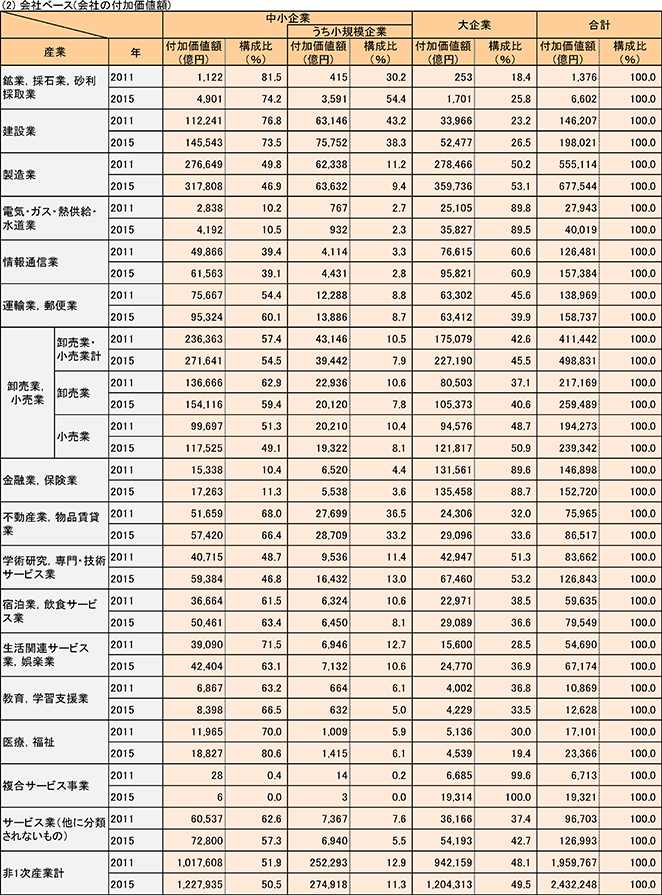 (2) 会社ベース(会社の付加価値額)
中小企業 大企業 合計
うち小規模企業
産業 年 付加価値額(億円) 構成比(%) 付加価値額(億円) 構成比(%) 付加価値額(億円) 構成比(%) 付加価値額(億円) 構成比(%)
鉱業, 採石業, 砂利採取業 2011 1,122 81.5 415 30.2 253 18.4 1,376 100.0
2015 4,901 74.2 3,591 54.4 1,701 25.8 6,602 100.0
建設業 2011 112,241 76.8 63,146 43.2 33,966 23.2 146,207 100.0
2015 145,543 73.5 75,752 38.3 52,477 26.5 198,021 100.0
製造業 2011 276,649 49.8 62,338 11.2 278,466 50.2 555,114 100.0
2015 317,808 46.9 63,632 9.4 359,736 53.1 677,544 100.0
電気・ガス・熱供給・水道業 2011 2,838 10.2 767 2.7 25,105 89.8 27,943 100.0
2015 4,192 10.5 932 2.3 35,827 89.5 40,019 100.0
情報通信業 2011 49,866 39.4 4,114 3.3 76,615 60.6 126,481 100.0
2015 61,563 39.1 4,431 2.8 95,821 60.9 157,384 100.0
運輸業, 郵便業 2011 75,667 54.4 12,288 8.8 63,302 45.6 138,969 100.0
2015 95,324 60.1 13,886 8.7 63,412 39.9 158,737 100.0
卸売業, 小売業 卸売業・小売業計 2011 236,363 57.4 43,146 10.5 175,079 42.6 411,442 100.0
2015 271,641 54.5 39,442 7.9 227,190 45.5 498,831 100.0
卸売業 2011 136,666 62.9 22,936 10.6 80,503 37.1 217,169 100.0
2015 154,116 59.4 20,120 7.8 105,373 40.6 259,489 100.0
小売業 2011 99,697 51.3 20,210 10.4 94,576 48.7 194,273 100.0
2015 117,525 49.1 19,322 8.1 121,817 50.9 239,342 100.0
金融業, 保険業 2011 15,338 10.4 6,520 4.4 131,561 89.6 146,898 100.0
2015 17,263 11.3 5,538 3.6 135,458 88.7 152,720 100.0
不動産業, 物品賃貸業 2011 51,659 68.0 27,699 36.5 24,306 32.0 75,965 100.0
2015 57,420 66.4 28,709 33.2 29,096 33.6 86,517 100.0
学術研究, 専門・技術サービス業 2011 40,715 48.7 9,536 11.4 42,947 51.3 83,662 100.0
2015 59,384 46.8 16,432 13.0 67,460 53.2 126,843 100.0
宿泊業, 飲食サービス業 2011 36,664 61.5 6,324 10.6 22,971 38.5 59,635 100.0
2015 50,461 63.4 6,450 8.1 29,089 36.6 79,549 100.0
生活関連サービス業, 娯楽業 2011 39,090 71.5 6,946 12.7 15,600 28.5 54,690 100.0
2015 42,404 63.1 7,132 10.6 24,770 36.9 67,174 100.0
教育, 学習支援業 2011 6,867 63.2 664 6.1 4,002 36.8 10,869 100.0
2015 8,398 66.5 632 5.0 4,229 33.5 12,628 100.0
医療, 福祉 2011 11,965 70.0 1,009 5.9 5,136 30.0 17,101 100.0
2015 18,827 80.6 1,415 6.1 4,539 19.4 23,366 100.0
複合サービス事業 2011 28 0.4 14 0.2 6,685 99.6 6,713 100.0
2015 6 0.0 3 0.0 19,314 100.0 19,321 100.0
サービス業(他に分類されないもの) 2011 60,537 62.6 7,367 7.6 36,166 37.4 96,703 100.0
2015 72,800 57.3 6,940 5.5 54,193 42.7 126,993 100.0
非1次産業計 2011 1,017,608 51.9 252,293 12.9 942,159 48.1 1,959,767 100.0
2015 1,227,935 50.5 274,918 11.3 1,204,313 49.5 2,432,248 100.0